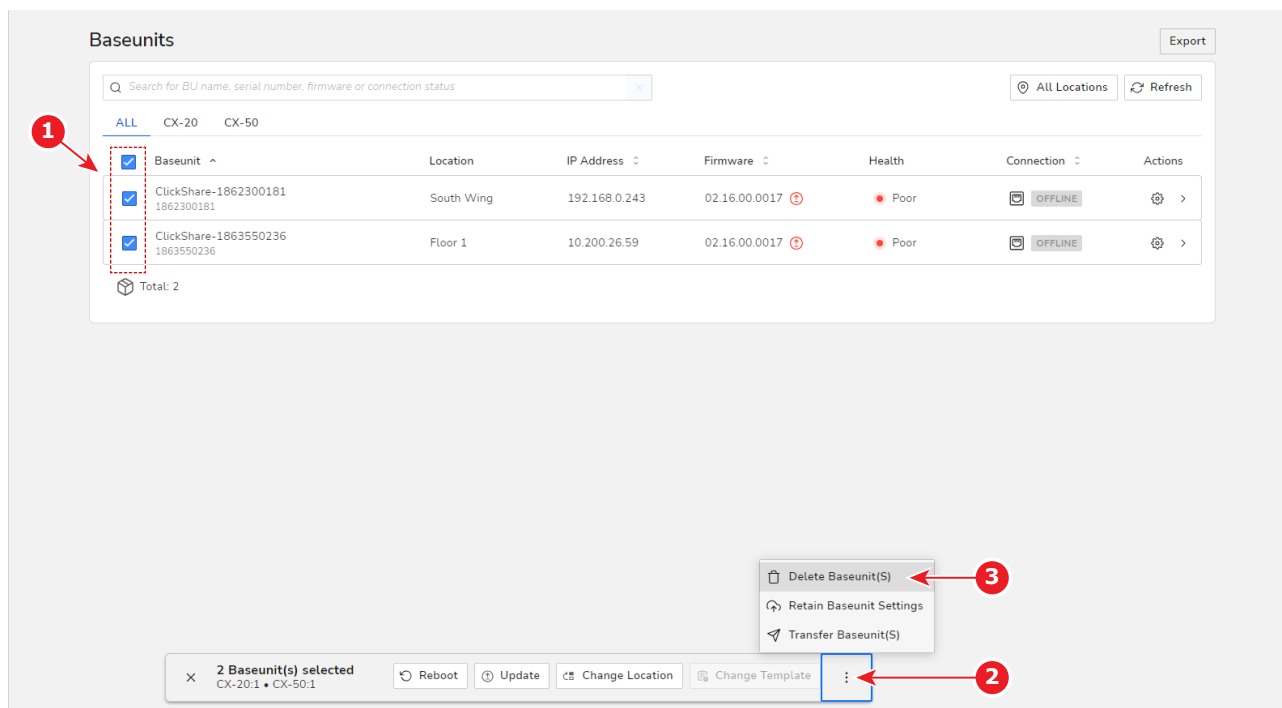 Baseunits
Export
Search for BU name, serial number, firmware or connection status
All Locations
Refresh
ALL CX-20 CX-50
1
Baseunit Location IP Address Firmware Health Connection Actions
ClickShare-1862300181
1862300181
South Wing 192.168.0.243 02.16.00.0017 Poor OFFLINE
ClickShare-1863550236
1863550236
Floor 1 10.200.26.59 02.16.00.0017 Poor OFFLINE
Total: 2
Delete Baseunit(S)
3
Retain Baseunit Settings
Transfer Baseunit(S)
2 Baseunit(s) selected
CX-20:1 • CX-50:1
Reboot Update Change Location Change Template
2